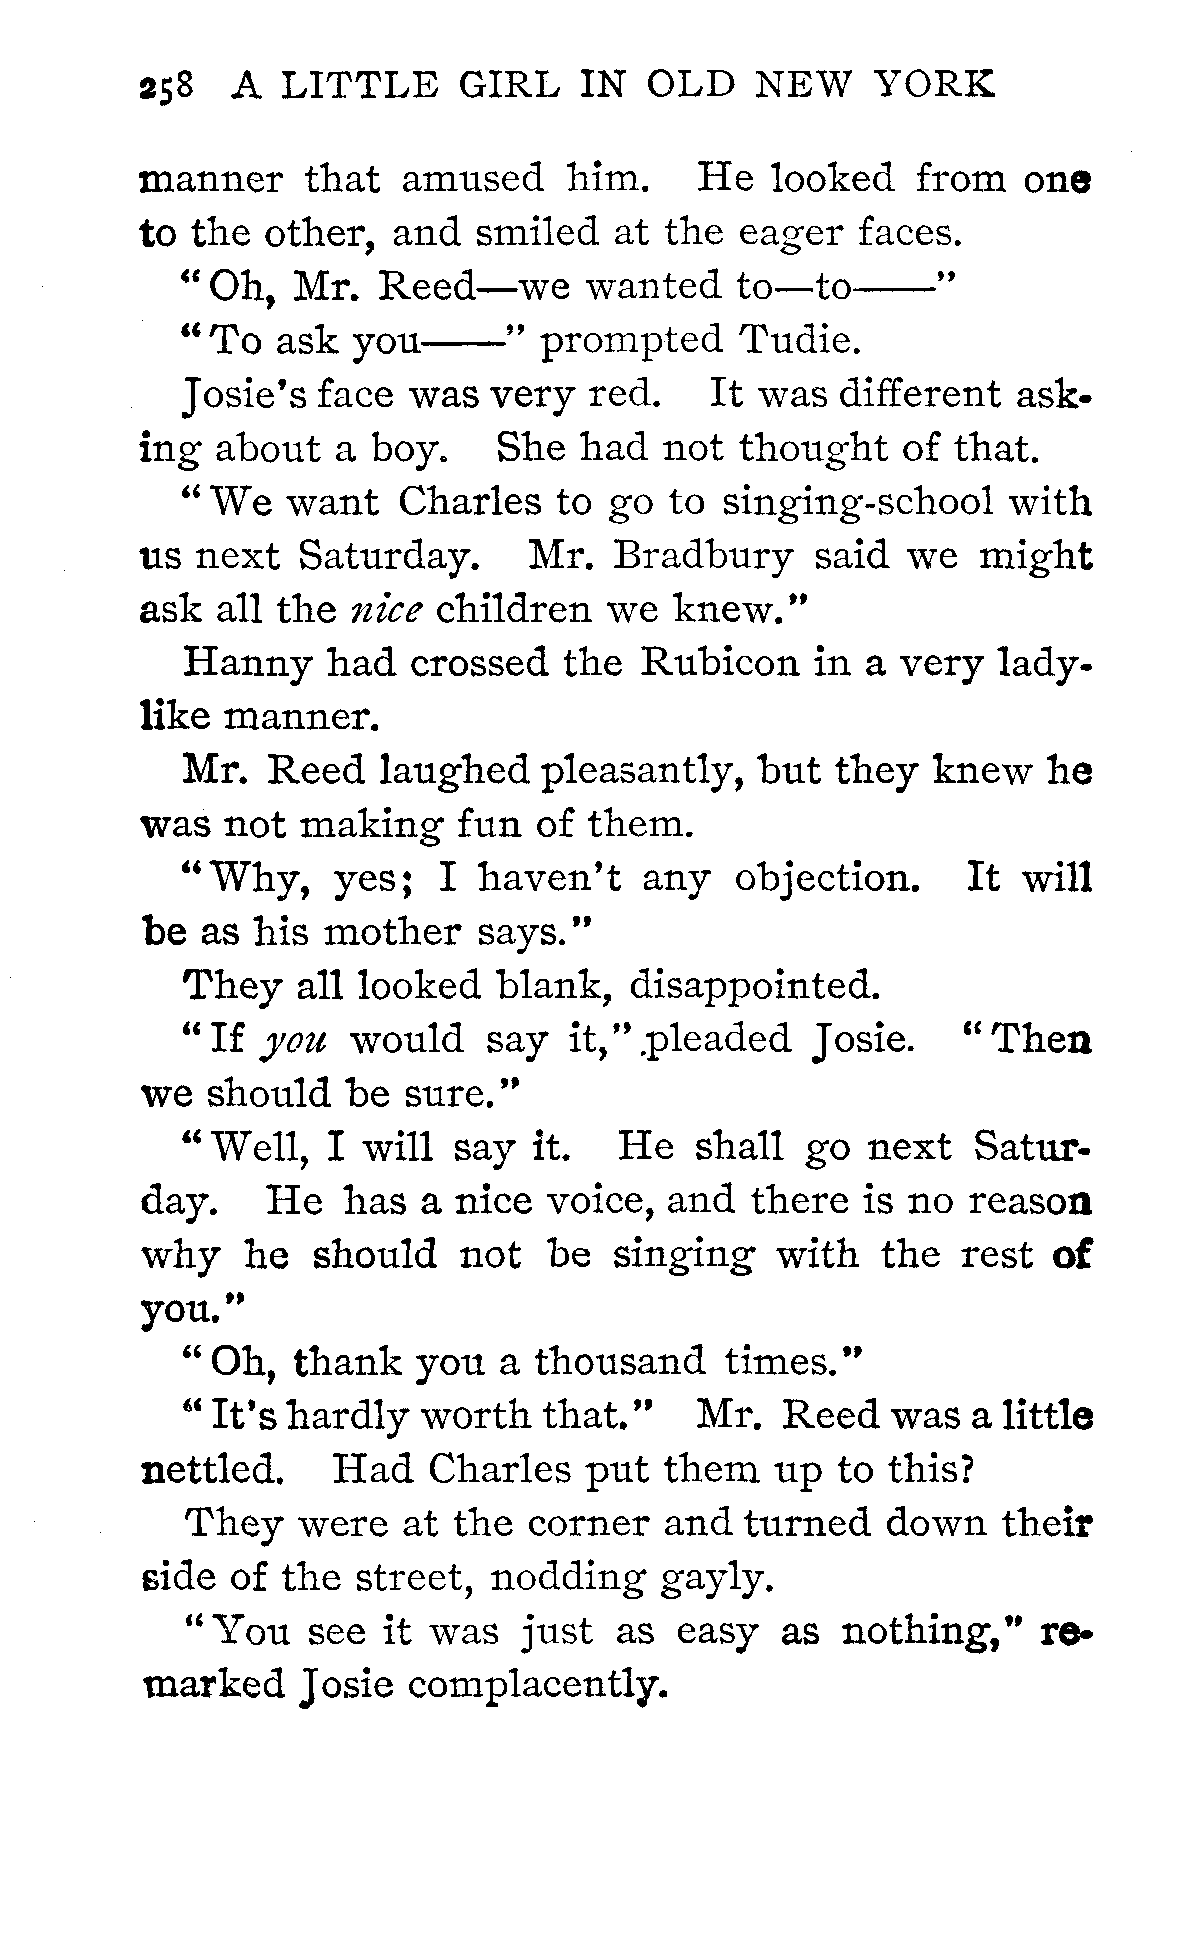 258 A LITTLE GIRL IN OLD NEW YORK
manner that amused him. He looked from one
to the other, and smiled at the eager faces.
“Oh, Mr. Reed—we wanted to—to——”
“To ask you——” prompted Tudie.
Josie's face was very red. It was different ask-
ing about a boy. She had not thought of that.
“We want Charles to go to singing-school with
us next Saturday. Mr. Bradbury said we might
ask all the nice children we knew.”
Hanny had crossed the Rubicon in a very lady-
like manner.
Mr. Reed laughed pleasantly, but they knew he
was not making fun of them.
“Why, yes; I haven't any objection. It will
be as his mother says.”
They all looked blank, disappointed.
“If you would say it,” pleaded Josie. “Then
we should be sure.”
“Well, I will say it. He shall go next Satur-
day. He has a nice voice, and there is no reason
why he should not be singing with the rest of
you.”
“Oh, thank you a thousand times.”
“It's hardly worth that.” Mr. Reed was a little
nettled. Had Charles put them up to this?
They were at the corner and turned down their
side of the street, nodding gayly.
“You see it was just as easy as nothing,” re-
marked Josie complacently.